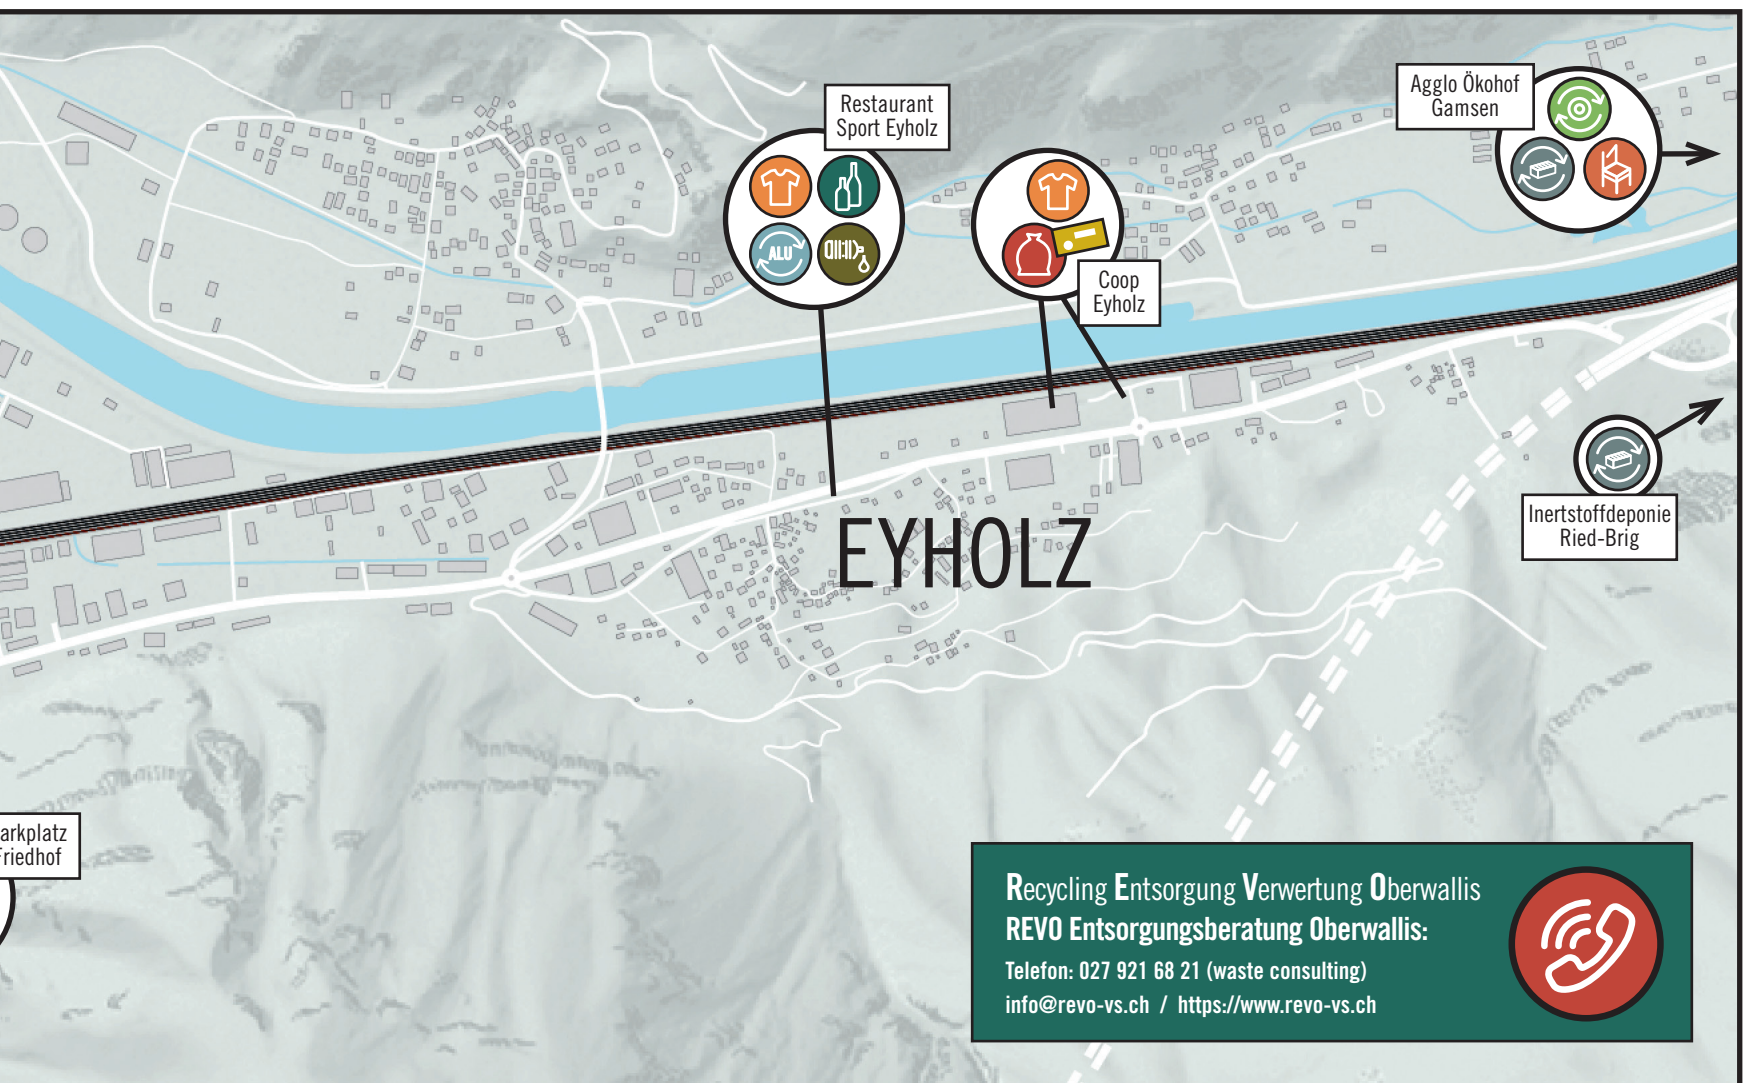 Restaurant
Sport Eyholz
ALU
Coop
Eyholz
Agglo Ökohof
Gamsen
Inertstoffdeponie
Ried-Brig
EYHOLZ
arkplatz
Friedhof
Recycling Entsorgung Verwertung Oberwallis
REVO Entsorgungsberatung Oberwallis:
Telefon: 027 921 68 21 (waste consulting)
info@revo-vs.ch / https://www.revo-vs.ch